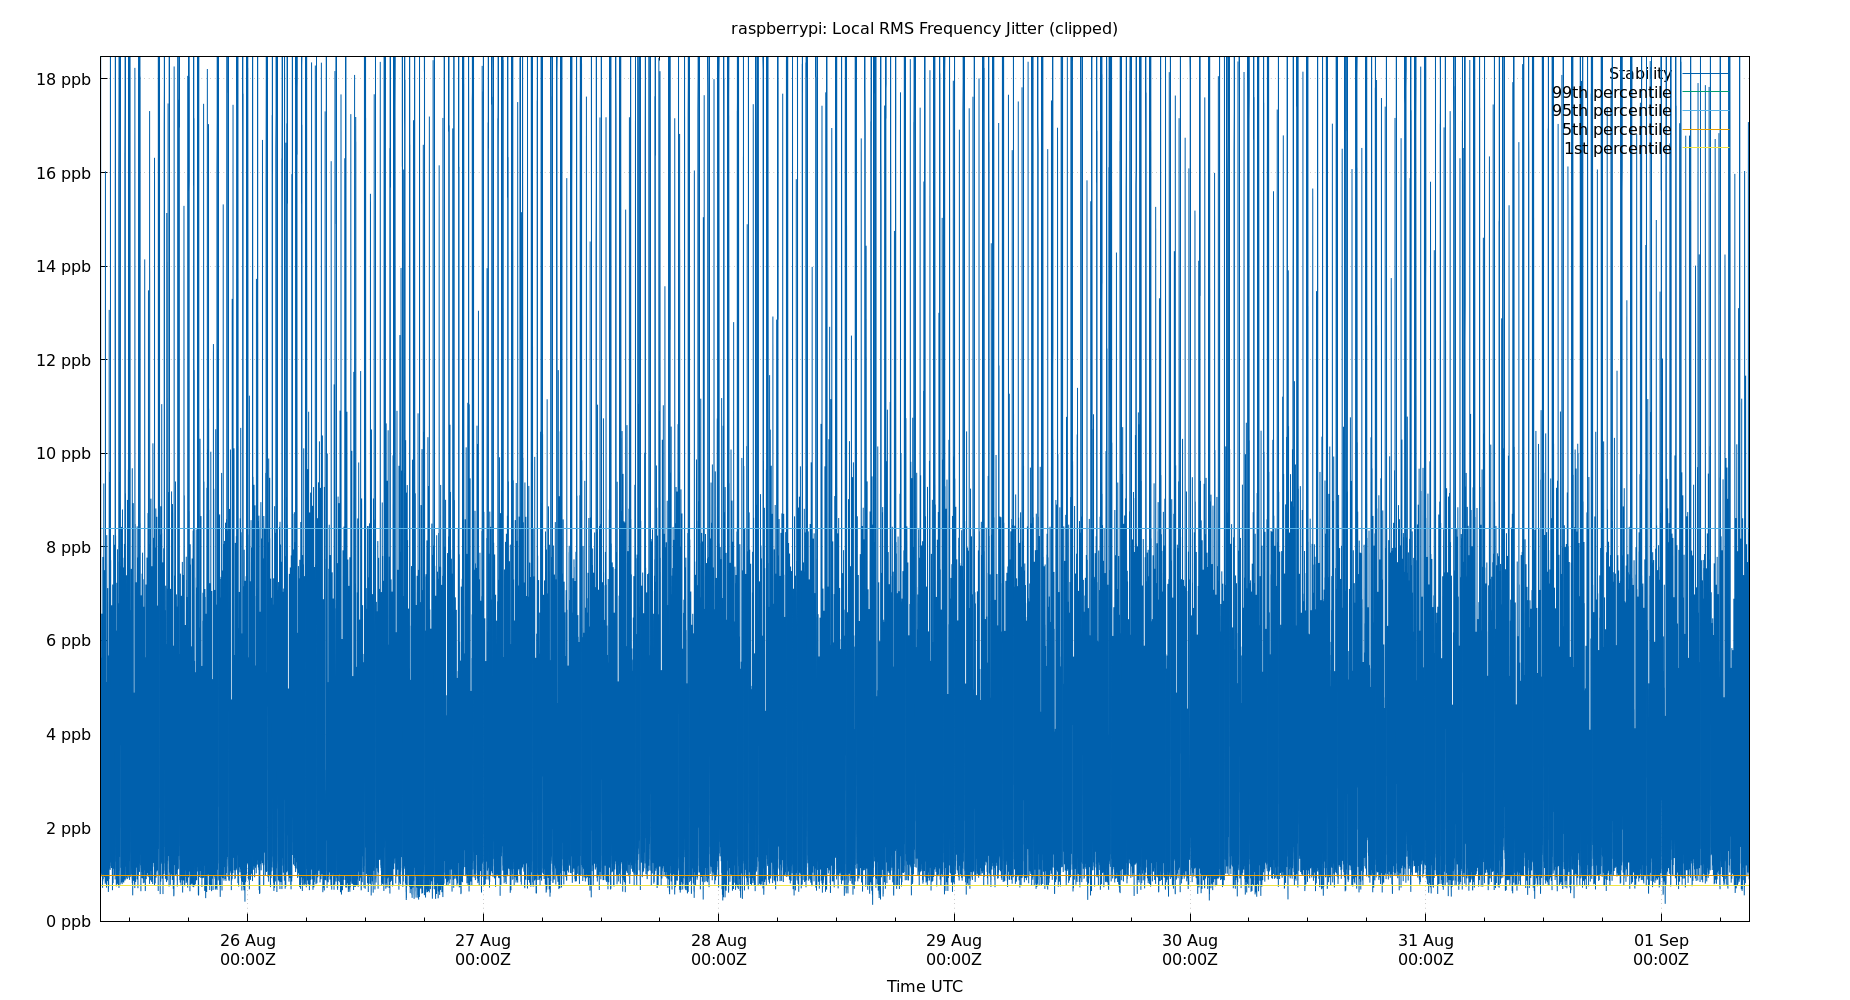 raspberrypi: Local RMS Frequency Jitter (clipped)
18 ppb
16 ppb
14 ppb
12 ppb
10 ppb
8 ppb
6 ppb
4 ppb
2 ppb
0 ppb
Stability
99th percentile
95th percentile
5th percentile
1st percentile
26 Aug
00:00Z
27 Aug
00:00Z
28 Aug
00:00Z
29 Aug
00:00Z
30 Aug
00:00Z
31 Aug
00:00Z
01 Sep
00:00Z
Time UTC